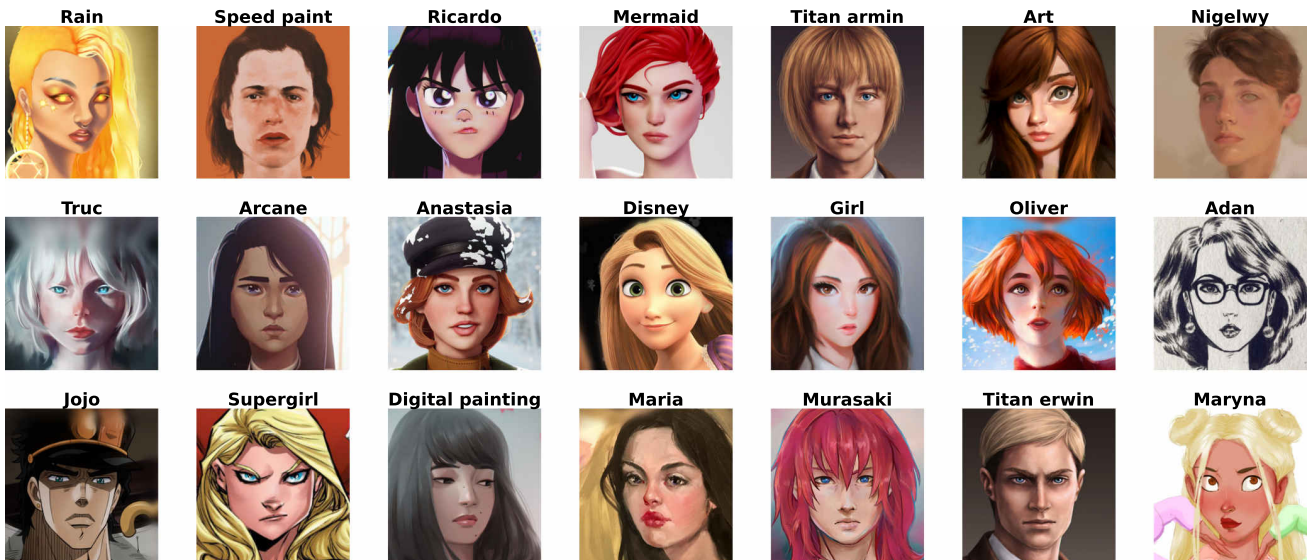 Rain Speed paint Ricardo Mermaid Titan armin Art Nigelwy
Truc Arcane Anastasia Disney Girl Oliver Adan
Jojo Supergirl Digital painting Maria Murasaki Titan erwin Maryna